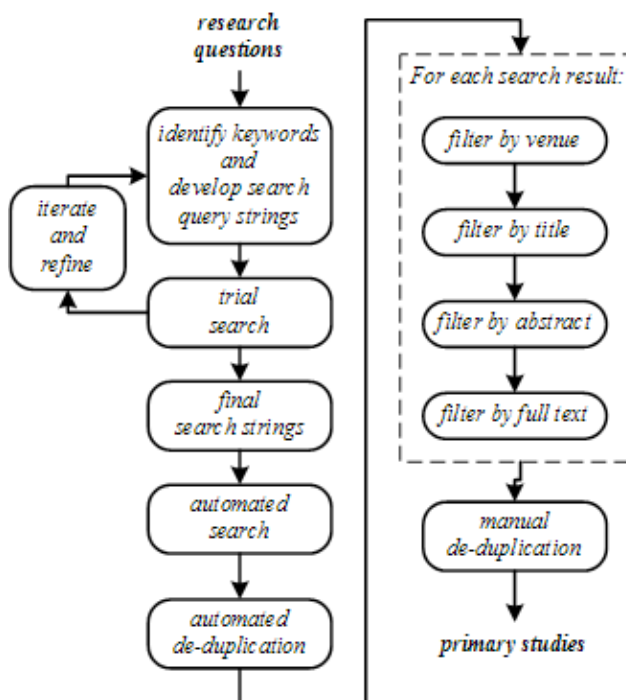 research
questions
identify keywords
and
develop search
query strings
iterate
and
refine
trial
search
final
search strings
automated
search
automated
de-duplication
For each search result:
filter by venue
filter by title
filter by abstract
filter by full text
manual
de-duplication
primary studies